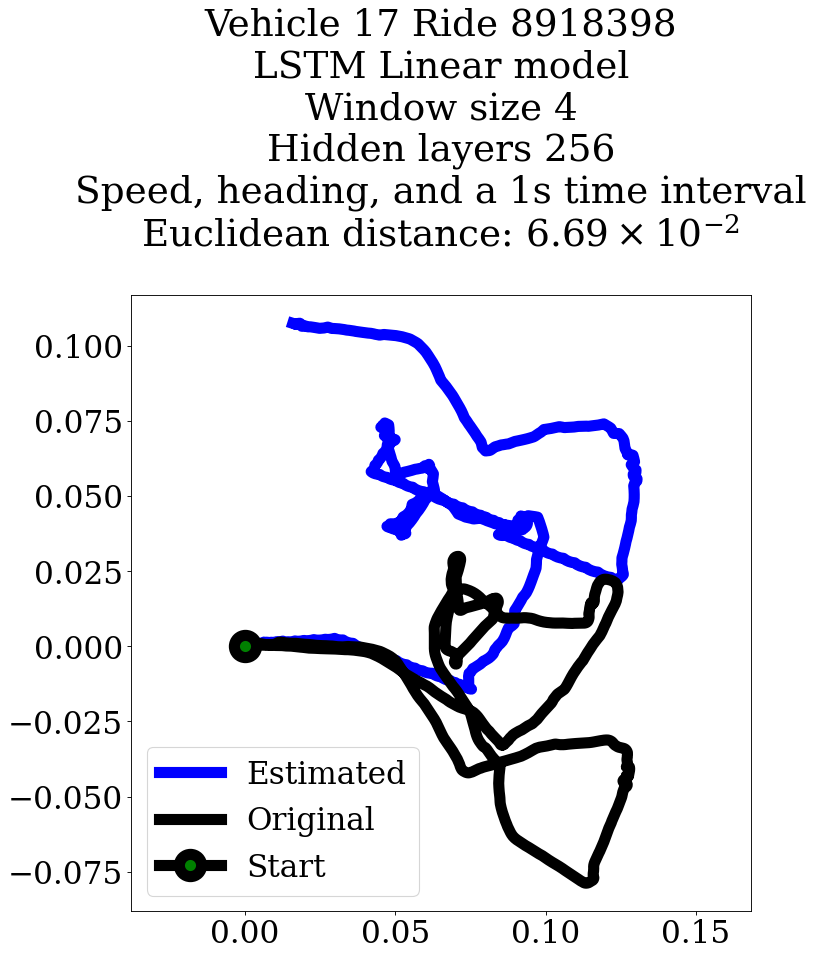 Vehicle 17 Ride 8918398
LSTM Linear model
Window size 4
Hidden layers 256
Speed, heading, and a 1s time interval
Euclidean distance: 6.69 × 10⁻²
0.100
0.075
0.050
0.025
0.000
−0.025
−0.050
−0.075
Estimated
Original
Start
0.00 0.05 0.10 0.15